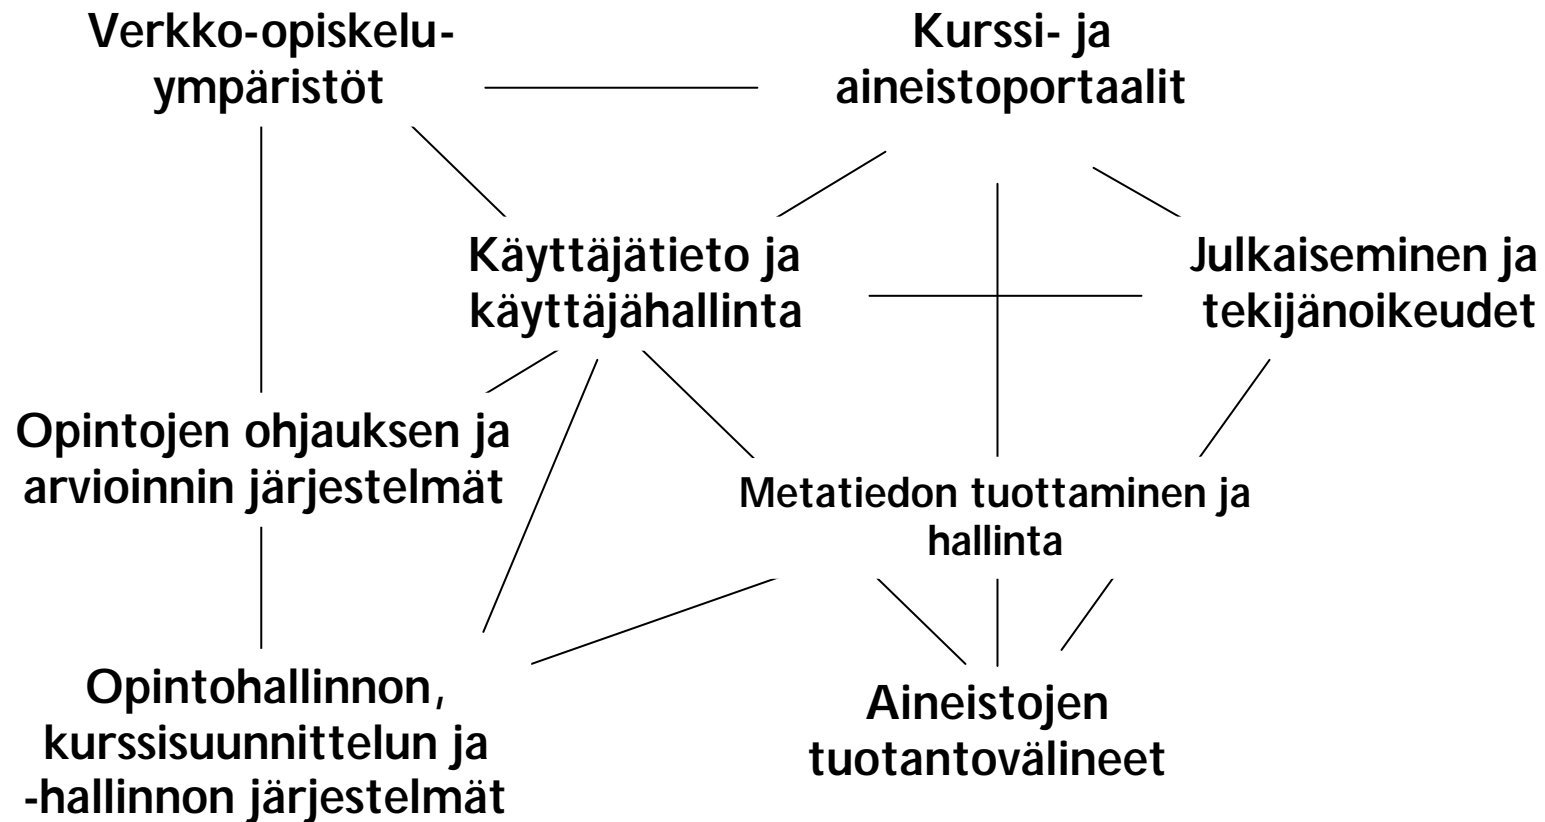 Verkko-opiskelu-
ympäristöt
Kurssi- ja
aineistoportaalit
Käyttäjätieto ja
käyttäjähallinta
Julkaiseminen ja
tekijänoikeudet
Opintojen ohjauksen ja
arvioinnin järjestelmät
Metatiedon tuottaminen ja
hallinta
Opintohallinnon,
kurssisuunnittelun ja
-hallinnon järjestelmät
Aineistojen
tuotantovälineet